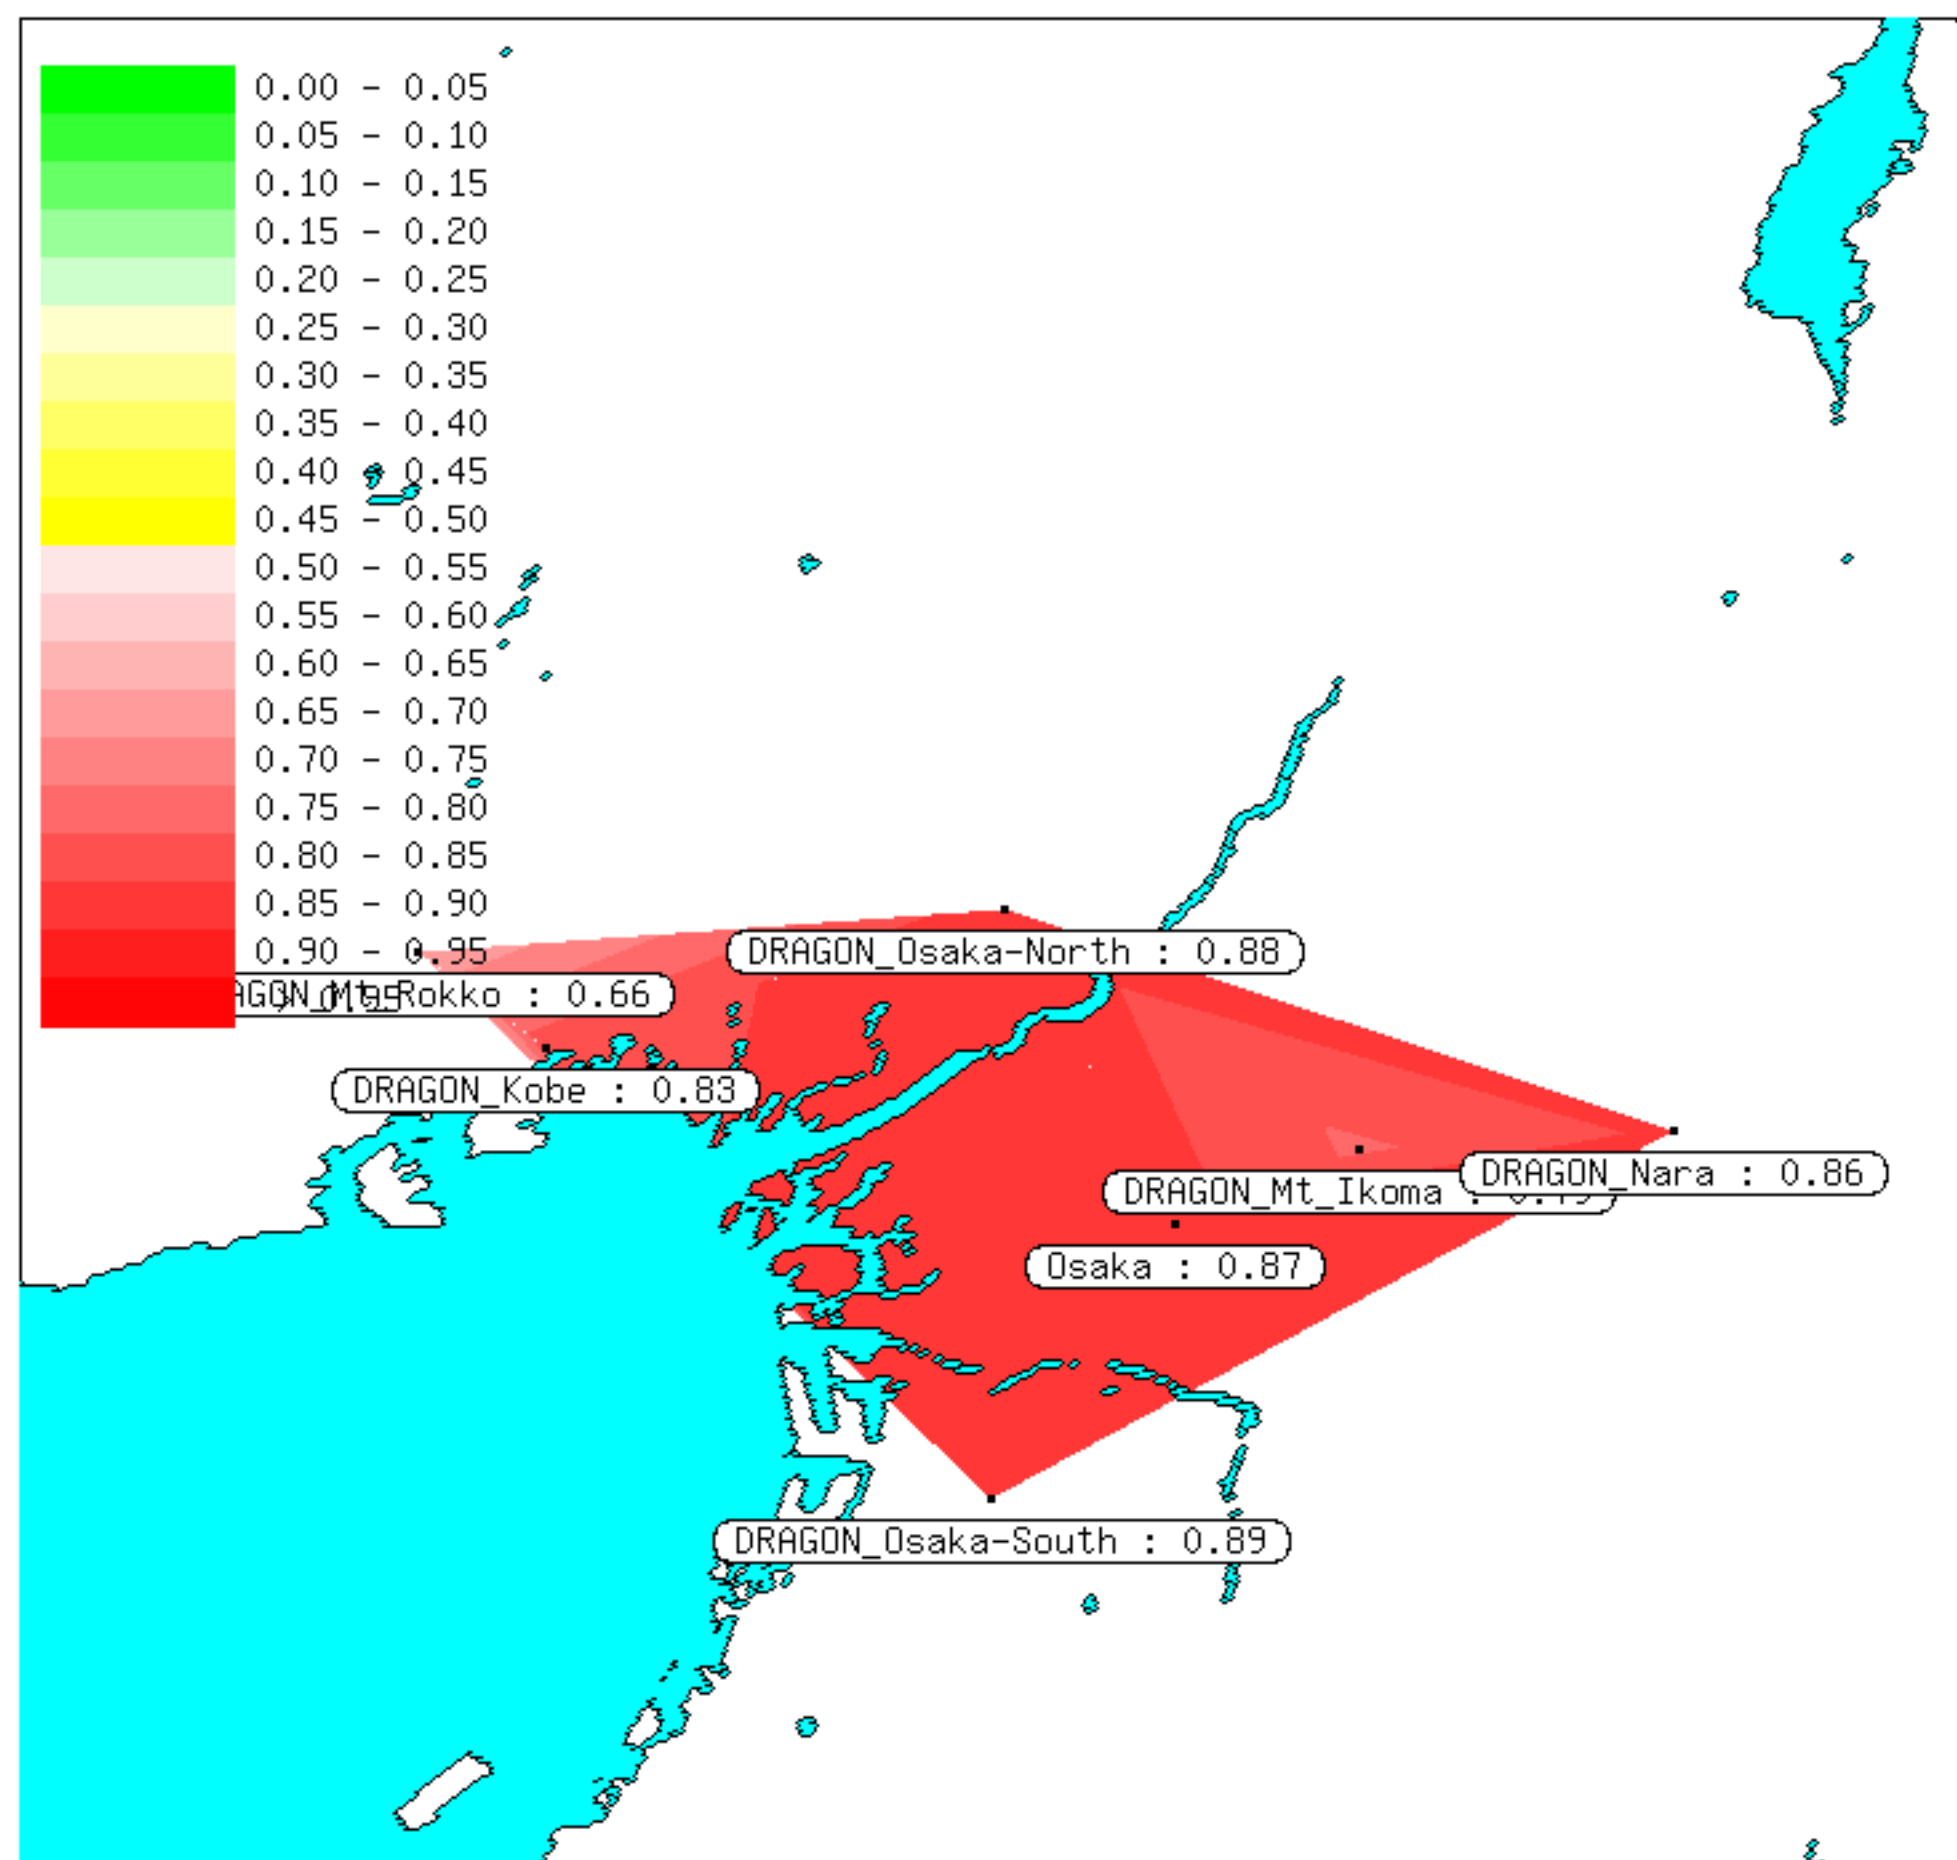 0.00 - 0.05
0.05 - 0.10
0.10 - 0.15
0.15 - 0.20
0.20 - 0.25
0.25 - 0.30
0.30 - 0.35
0.35 - 0.40
0.40 - 0.45
0.45 - 0.50
0.50 - 0.55
0.55 - 0.60
0.60 - 0.65
0.65 - 0.70
0.70 - 0.75
0.75 - 0.80
0.80 - 0.85
0.85 - 0.90
0.90 - 0.95
DRAGON_Osaka-North : 0.88
Rokko : 0.66
DRAGON_Kobe : 0.83
DRAGON_Nara : 0.86
DRAGON_Mt_Ikoma :
Osaka : 0.87
DRAGON_Osaka-South : 0.89